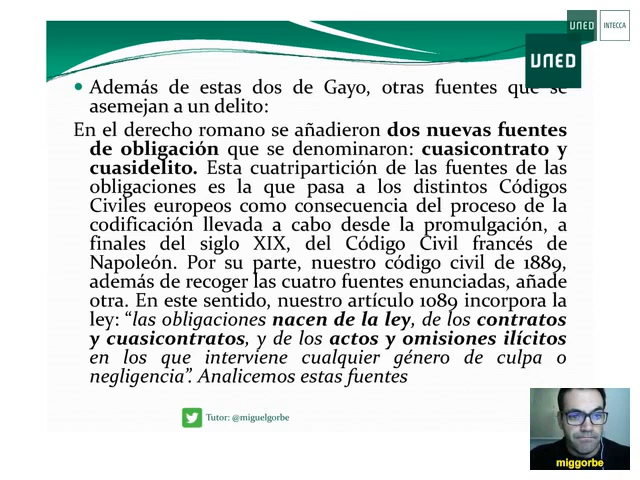 UNED
INTECCA
UNED
Además de estas dos de Gayo, otras fuentes que se
asemejan a un delito:
En el derecho romano se añadieron dos nuevas fuentes
de obligación que se denominaron: cuasicontrato y
cuasidelito. Esta cuatripartición de las fuentes de las
obligaciones es la que pasa a los distintos Códigos
Civiles europeos como consecuencia del proceso de la
codificación llevada a cabo desde la promulgación, a
finales del siglo XIX, del Código Civil francés de
Napoleón. Por su parte, nuestro código civil de 1889,
además de recoger las cuatro fuentes enunciadas, añade
otra. En este sentido, nuestro artículo 1089 incorpora la
ley: “las obligaciones nacen de la ley, de los contratos
y cuasicontratos, y de los actos y omisiones ilícitos
en los que interviene cualquier género de culpa o
negligencia”. Analicemos estas fuentes
Tutor: @miguelgorbe
miggorbe